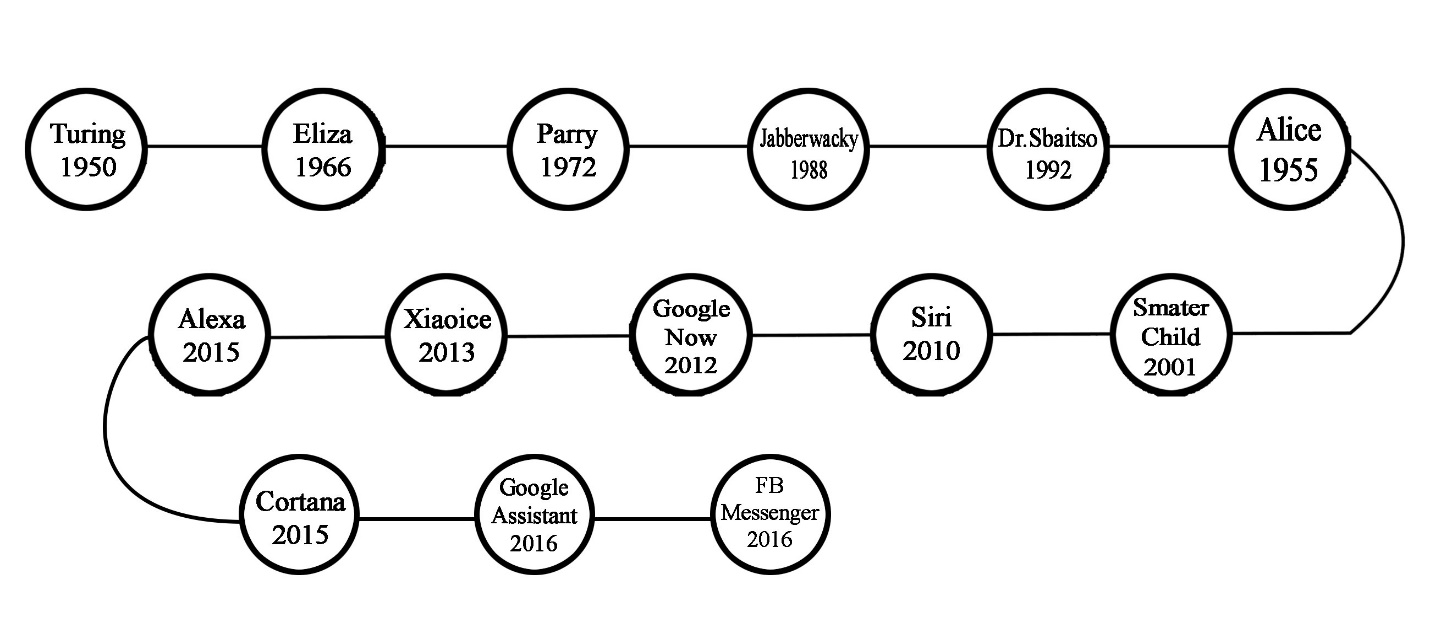 Turing
1950
Eliza
1966
Parry
1972
Jabberwacky
1988
Dr. Sbaitso
1992
Alice
1955
Smater
Child
2001
Siri
2010
Google
Now
2012
Xiaoice
2013
Alexa
2015
Cortana
2015
Google
Assistant
2016
FB
Messenger
2016